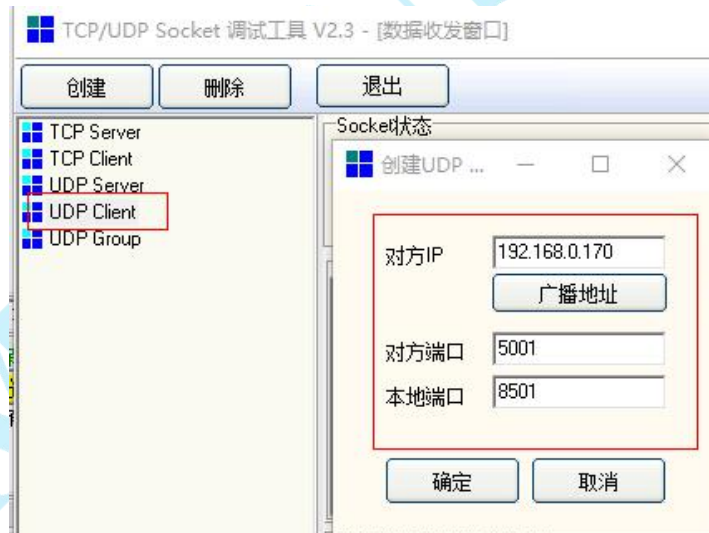 TCP/UDP Socket 调试工具 V2.3 - [数据收发窗口]
创建 删除 退出
TCP Server
TCP Client
UDP Server
UDP Client
UDP Group
Socket状态
创建UDP ...
对方IP 192.168.0.170
广播地址
对方端口 5001
本地端口 8501
确定 取消